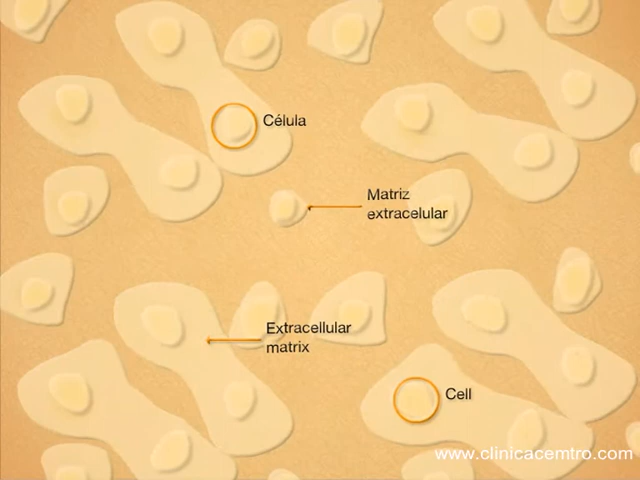 Célula
Matriz
extracelular
Extracellular
matrix
Cell
www.clinicacemtro.com